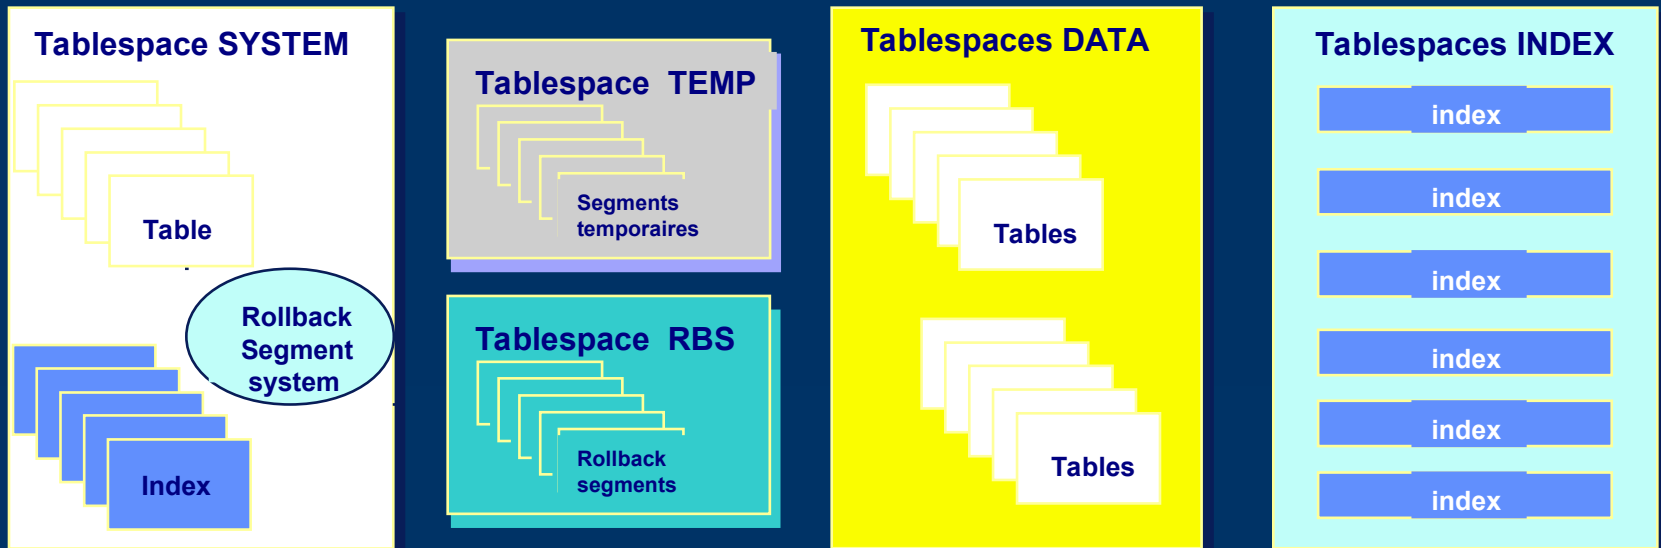 Tablespace SYSTEM
Table
Rollback
Segment
system
Index
Tablespace TEMP
Segments
temporaires
Tablespace RBS
Rollback
segments
Tablespaces DATA
Tables
Tables
Tablespaces INDEX
index
index
index
index
index
index